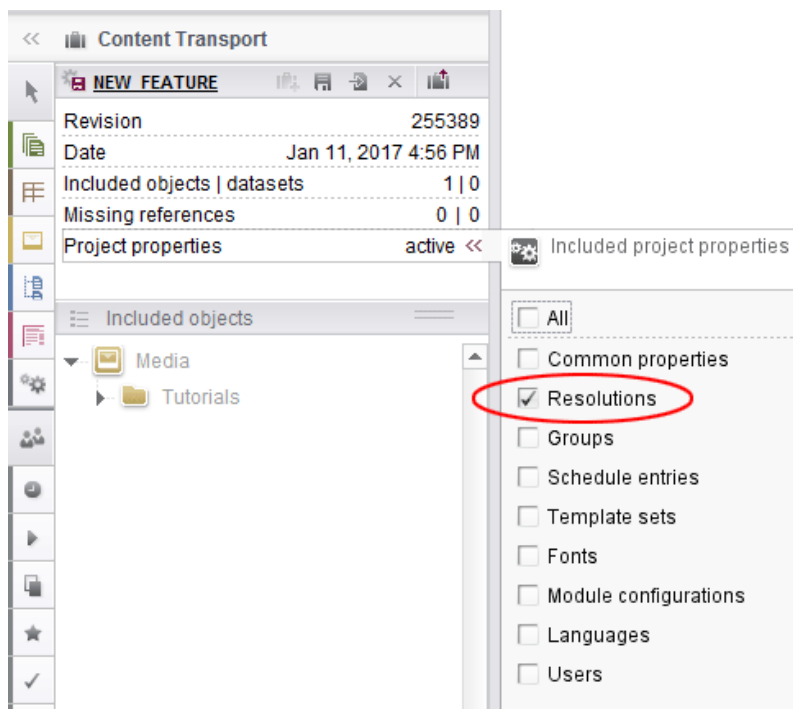 Content Transport
NEW_FEATURE
Revision 255389
Date Jan 11, 2017 4:56 PM
Included objects | datasets 1 | 0
Missing references 0 | 0
Project properties active
Included objects
Media
Tutorials
Included project properties
All
Common properties
Resolutions
Groups
Schedule entries
Template sets
Fonts
Module configurations
Languages
Users